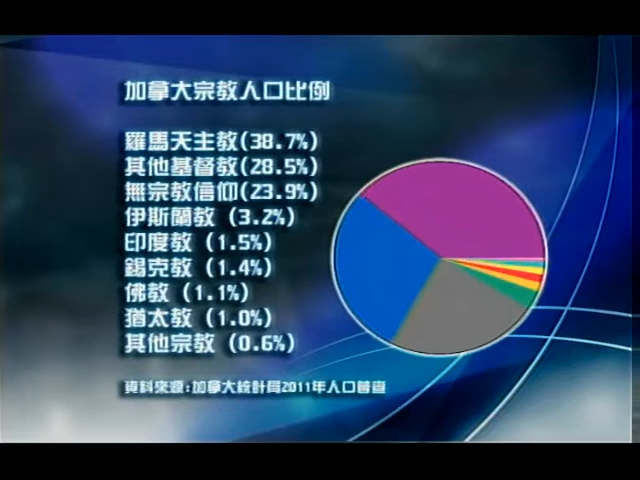 加拿大宗教人口比例
羅馬天主教(38.7%)
其他基督教(28.5%)
無宗教信仰(23.9%)
伊斯蘭教 (3.2%)
印度教 (1.5%)
錫克教 (1.4%)
佛教 (1.1%)
猶太教 (1.0%)
其他宗教 (0.6%)
資料來源:加拿大統計局2011年人口普查